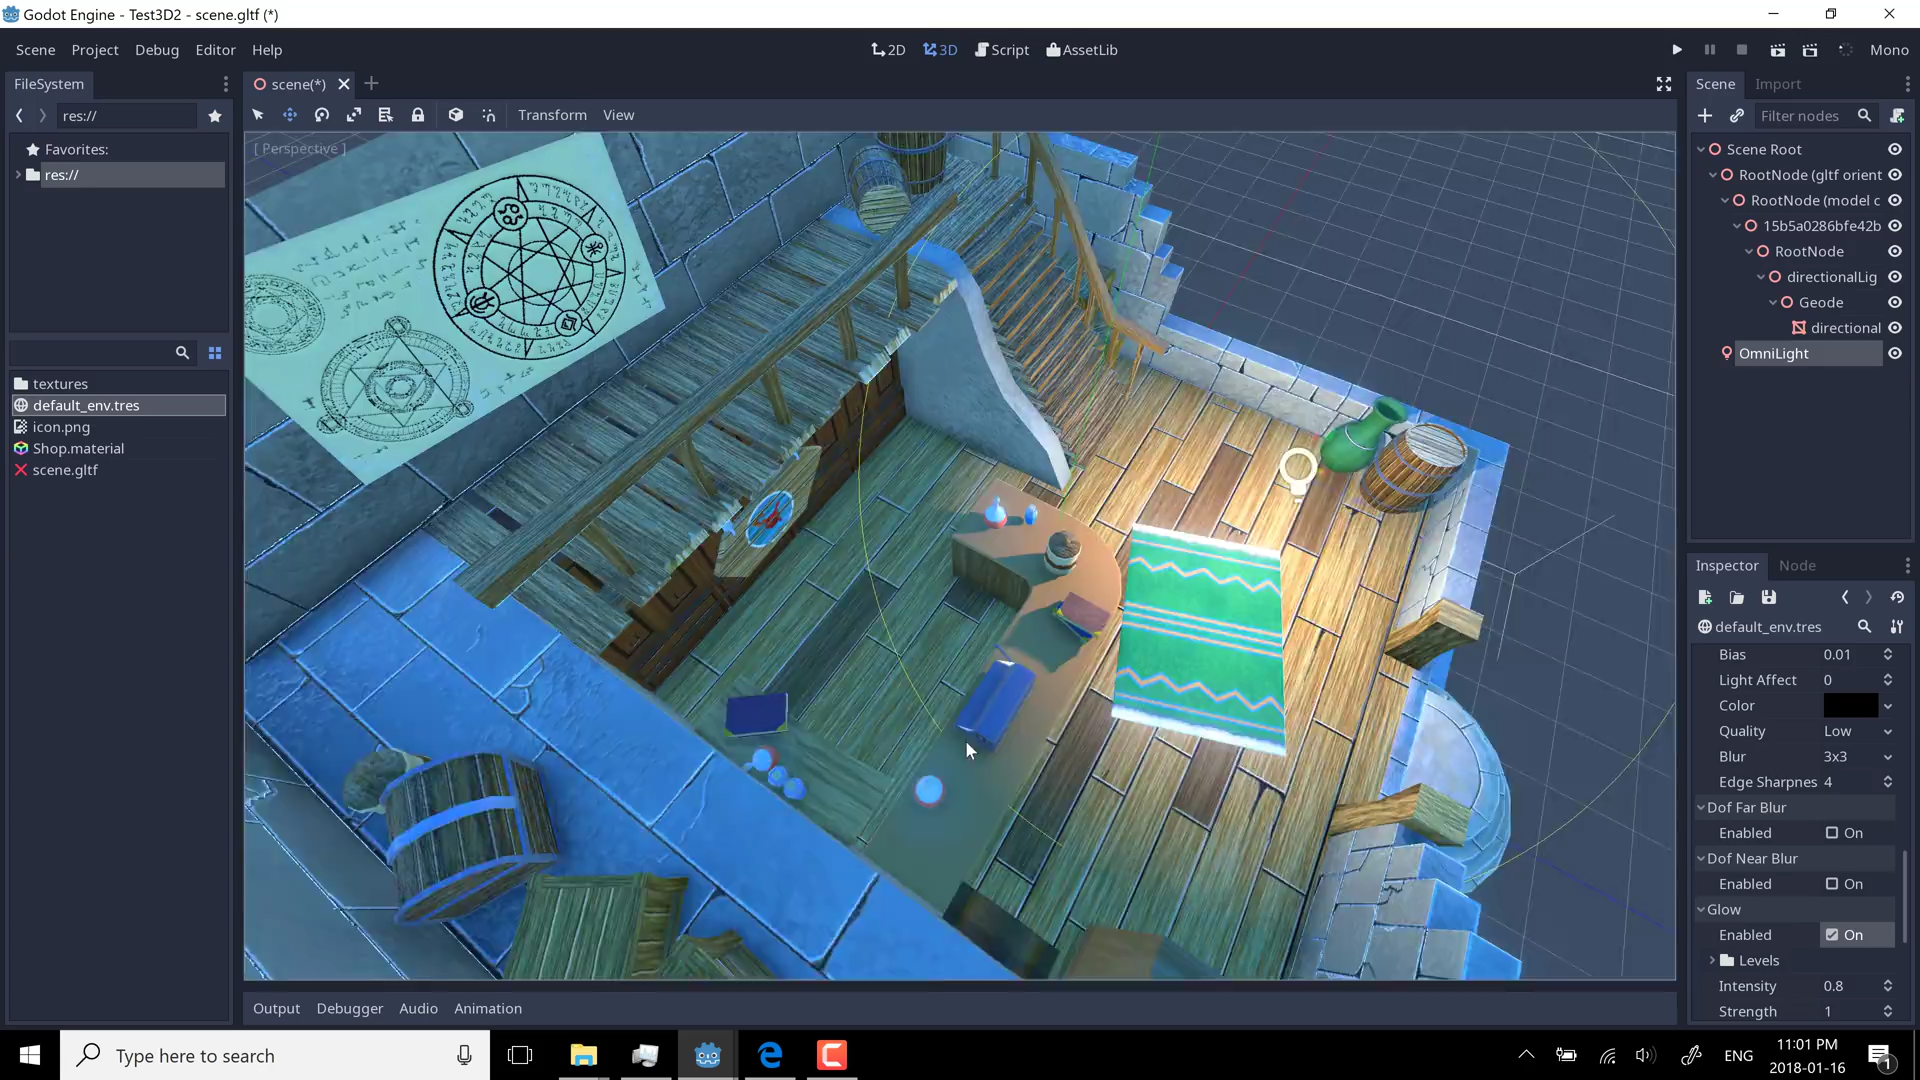 Godot Engine - Test3D2 - scene.gltf (*)
Scene Project Debug Editor Help
2D 3D Script AssetLib
Mono
FileSystem
scene(*)
Scene Import
res://
Transform View
Filter nodes
[ Perspective ]
Favorites:
res://
textures
default_env.tres
icon.png
Shop.material
scene.gltf
Scene Root
RootNode (gltf orient
RootNode (model c
15b5a0286bfe42b
RootNode
directionalLig
Geode
directional
OmniLight
Inspector Node
default_env.tres
Bias 0.01
Light Affect 0
Color
Quality Low
Blur 3x3
Edge Sharpnes 4
Dof Far Blur
Enabled On
Dof Near Blur
Enabled On
Glow
Enabled On
Levels
Intensity 0.8
Strength 1
Output Debugger Audio Animation
Type here to search
ENG
11:01 PM
2018-01-16
1